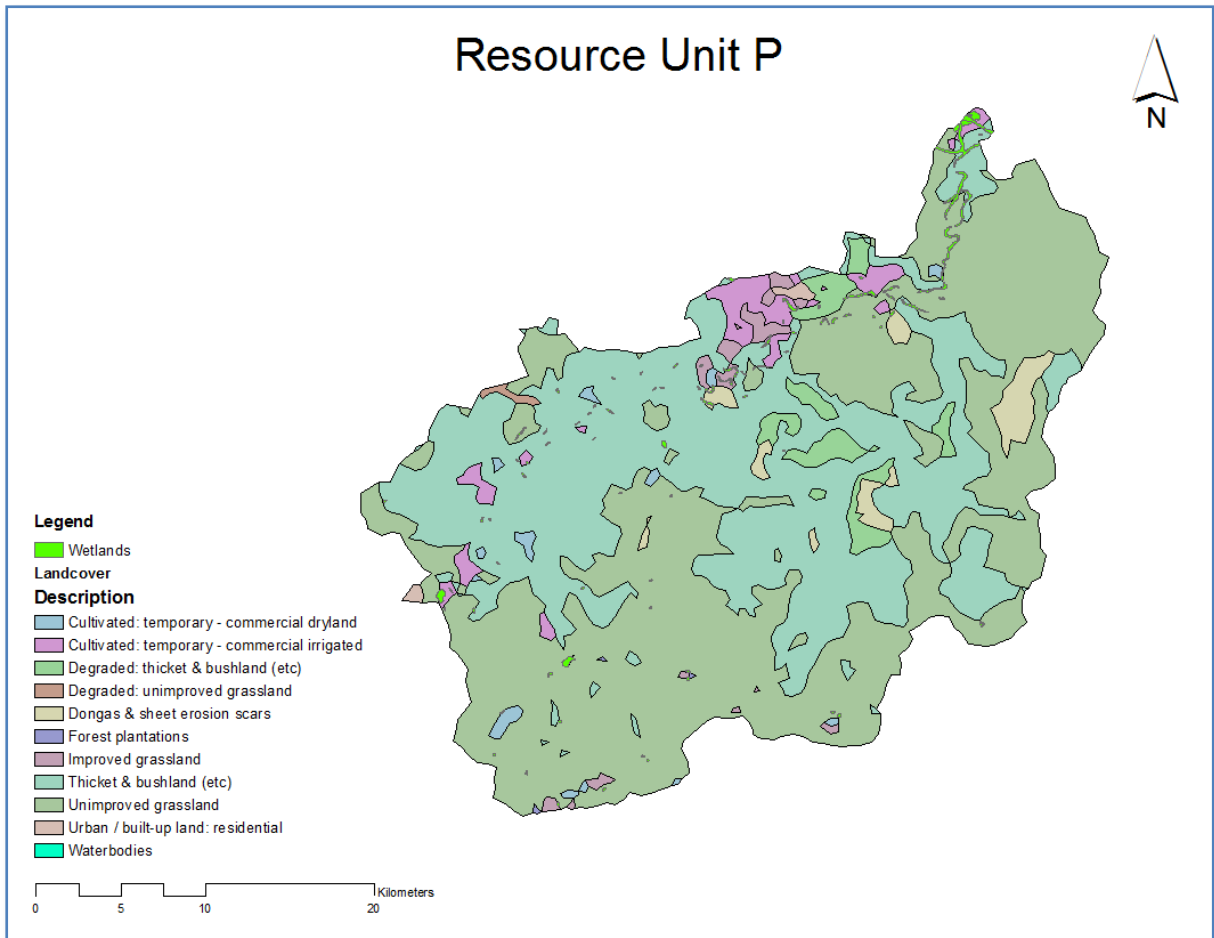 Resource Unit P
N
Legend
Wetlands
Landcover
Description
Cultivated: temporary - commercial dryland
Cultivated: temporary - commercial irrigated
Degraded: thicket & bushland (etc)
Degraded: unimproved grassland
Dongas & sheet erosion scars
Forest plantations
Improved grassland
Thicket & bushland (etc)
Unimproved grassland
Urban / built-up land: residential
Waterbodies
Kilometers
0 5 10 20